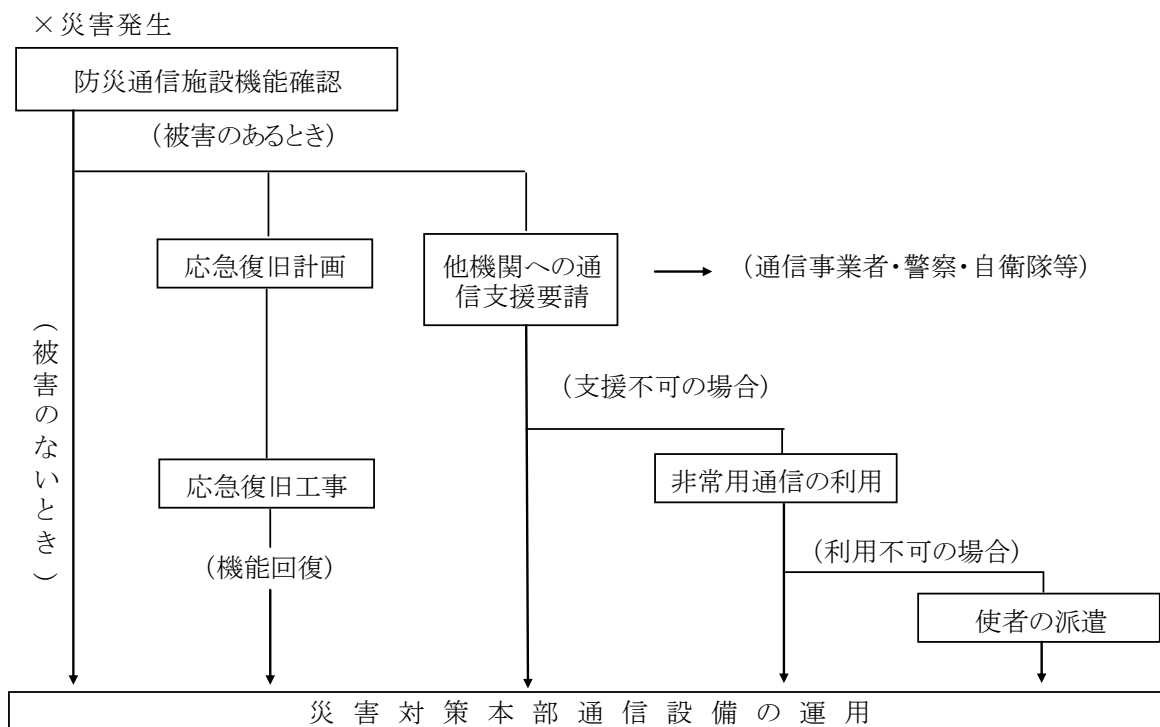 ×災害発生
防災通信施設機能確認
（被害のあるとき）
応急復旧計画
他機関への通
信支援要請
（通信事業者・警察・自衛隊等）
（被害のないとき）
（支援不可の場合）
応急復旧工事
非常用通信の利用
（機能回復）
（利用不可の場合）
使者の派遣
災害対策本部通信設備の運用